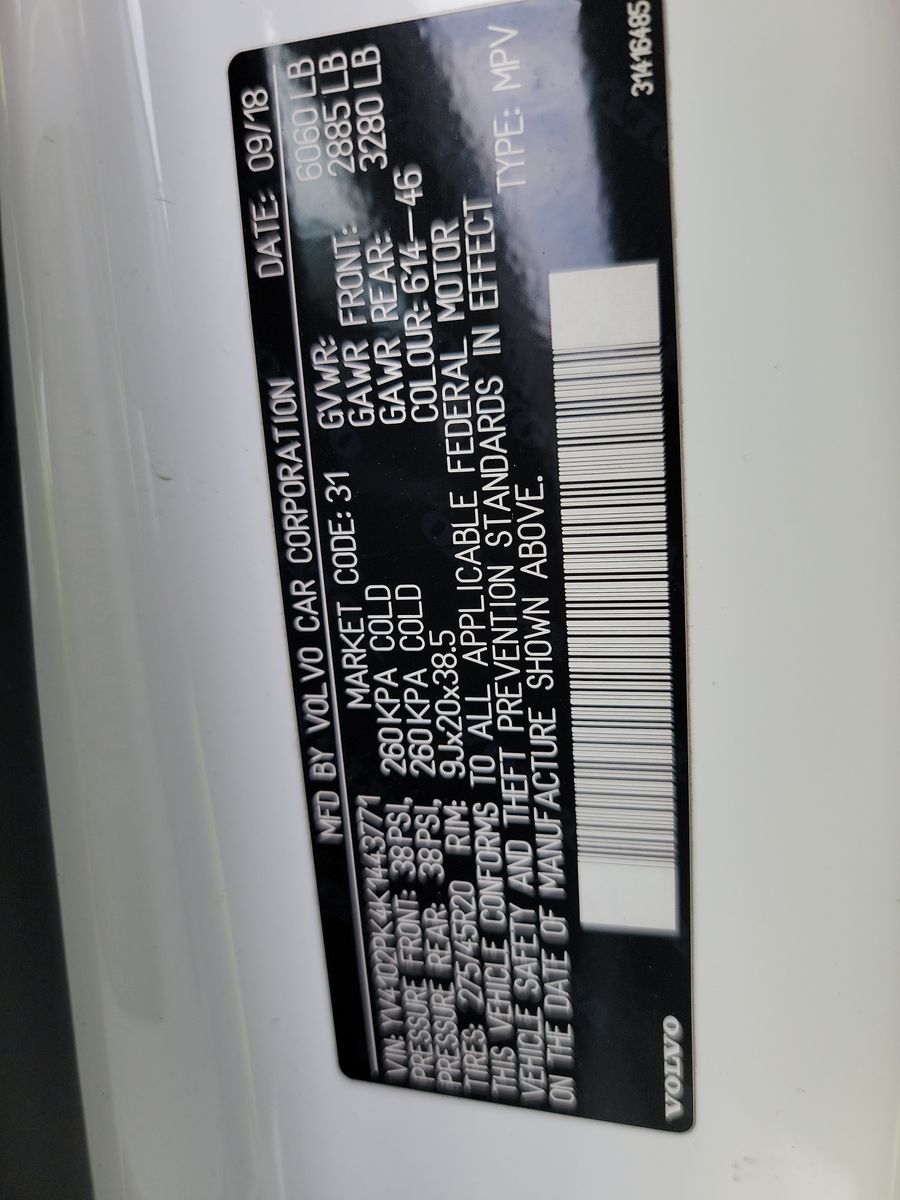 MFD BY VOLVO CAR CORPORATION DATE: 09/18
VIN: YV4102PK4K1443771 MARKET CODE: 31 GVWR: 6060 LB
PRESSURE FRONT: 38PSI, 260KPA COLD GAWR FRONT: 2885 LB
PRESSURE REAR: 38PSI, 260KPA COLD GAWR REAR: 3280 LB
TIRES: 275/45R20 RIM: 9Jx20x38.5 COLOUR: 614-46
THIS VEHICLE CONFORMS TO ALL APPLICABLE FEDERAL MOTOR
VEHICLE SAFETY AND THEFT PREVENTION STANDARDS IN EFFECT
ON THE DATE OF MANUFACTURE SHOWN ABOVE. TYPE: MPV
VOLVO 31416485